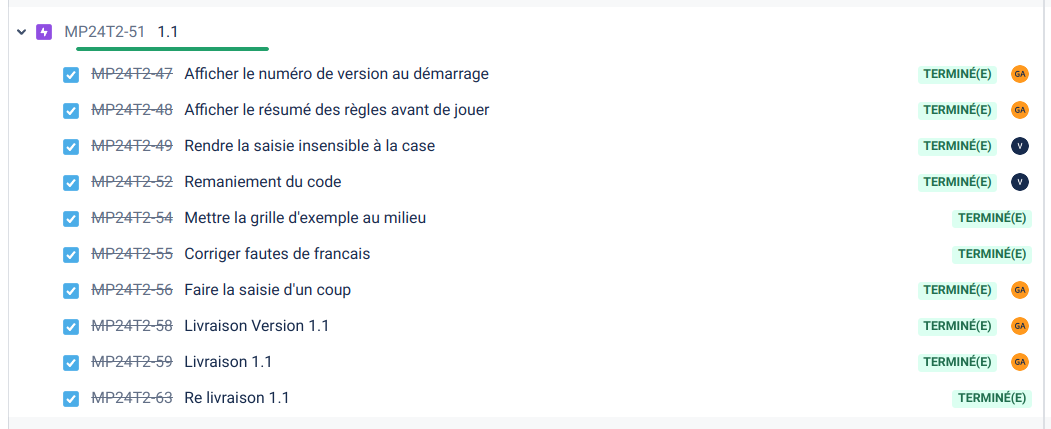 MP24T2-51 1.1
MP24T2-47 Afficher le numéro de version au démarrage TERMINÉ(E) GA
MP24T2-48 Afficher le résumé des règles avant de jouer TERMINÉ(E) GA
MP24T2-49 Rendre la saisie insensible à la case TERMINÉ(E) V
MP24T2-52 Remaniement du code TERMINÉ(E) V
MP24T2-54 Mettre la grille d'exemple au milieu TERMINÉ(E)
MP24T2-55 Corriger fautes de francais TERMINÉ(E)
MP24T2-56 Faire la saisie d'un coup TERMINÉ(E) GA
MP24T2-58 Livraison Version 1.1 TERMINÉ(E) GA
MP24T2-59 Livraison 1.1 TERMINÉ(E) GA
MP24T2-63 Re livraison 1.1 TERMINÉ(E)